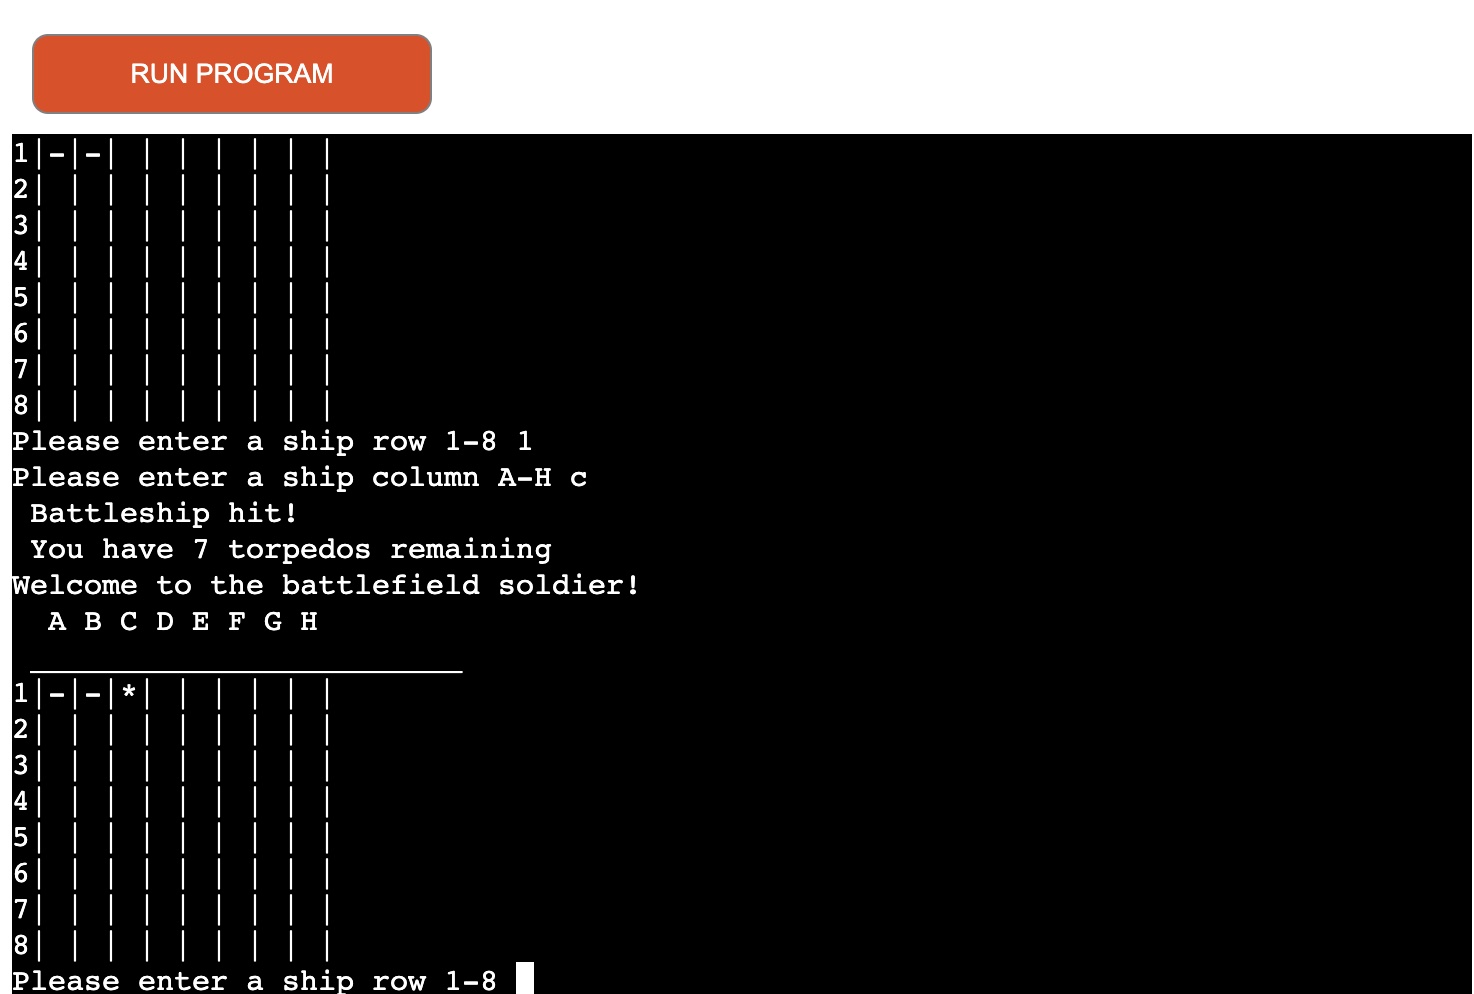 RUN PROGRAM
1|-|-| | | | | | |
2| | | | | | | | |
3| | | | | | | | |
4| | | | | | | | |
5| | | | | | | | |
6| | | | | | | | |
7| | | | | | | | |
8| | | | | | | | |
Please enter a ship row 1-8 1
Please enter a ship column A-H c
 Battleship hit!
 You have 7 torpedos remaining
Welcome to the battlefield soldier!
  A B C D E F G H
 ________________________
1|-|-|*| | | | | |
2| | | | | | | | |
3| | | | | | | | |
4| | | | | | | | |
5| | | | | | | | |
6| | | | | | | | |
7| | | | | | | | |
8| | | | | | | | |
Please enter a ship row 1-8